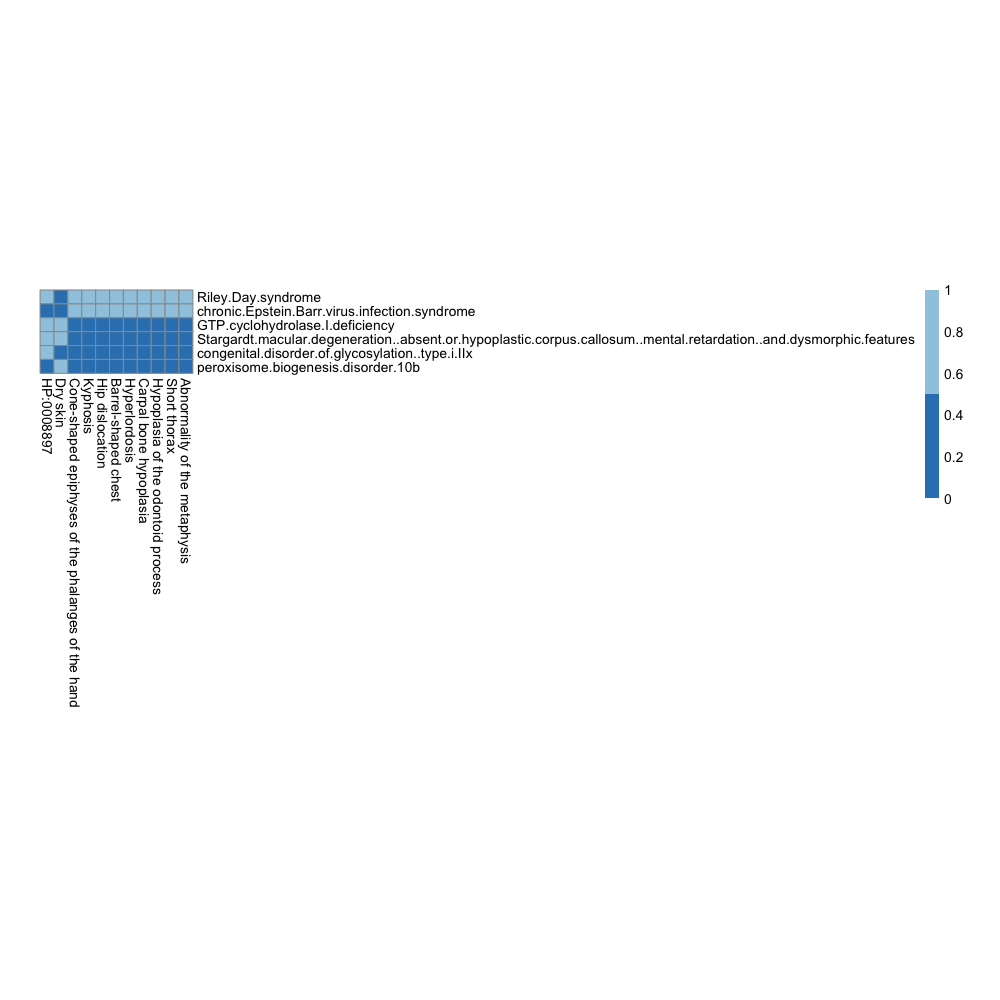 Riley.Day.syndrome
chronic.Epstein.Barr.virus.infection.syndrome
GTP.cyclohydrolase.I.deficiency
Stargardt.macular.degeneration..absent.or.hypoplastic.corpus.callosum..mental.retardation..and.dysmorphic.features
congenital.disorder.of.glycosylation..type.i.IIx
peroxisome.biogenesis.disorder.10b
HP:0008897
Dry skin
Cone-shaped epiphyses of the phalanges of the hand
Kyphosis
Hip dislocation
Barrel-shaped chest
Hyperlordosis
Carpal bone hypoplasia
Hypoplasia of the odontoid process
Short thorax
Abnormality of the metaphysis
1
0.8
0.6
0.4
0.2
0